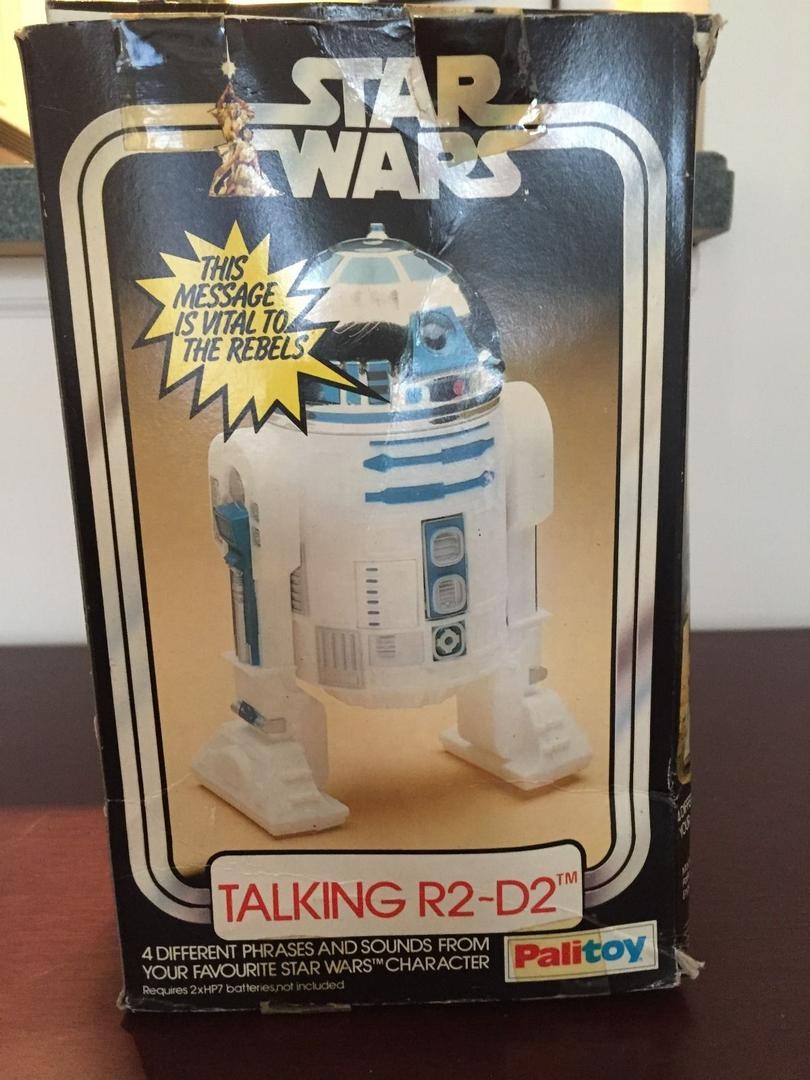 STAR
WARS
THIS
MESSAGE
IS VITAL TO
THE REBELS
TALKING R2-D2™
4 DIFFERENT PHRASES AND SOUNDS FROM
YOUR FAVOURITE STAR WARS™ CHARACTER
Requires 2xHP7 batteries, not included
Palitoy